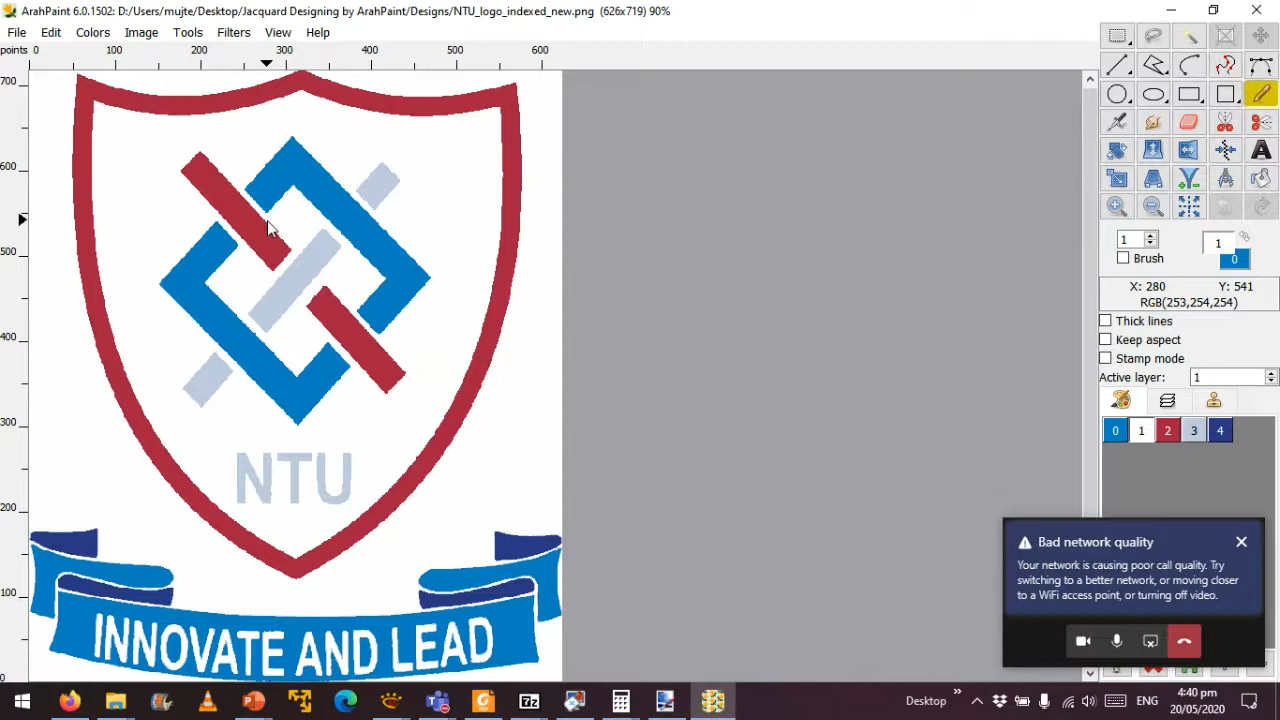 ArahPaint 6.0.1502: D:/Users/mujte/Desktop/Jacquard Designing by ArahPaint/Designs/NTU_logo_indexed_new.png (626x719) 90%
File Edit Colors Image Tools Filters View Help
points 0 100 200 300 400 500 600
700
600
500
400
300
200
100
0
NTU
INNOVATE AND LEAD
1 1
Brush 0
X: 280 Y: 541
RGB(253,254,254)
Thick lines
Keep aspect
Stamp mode
Active layer: 1
0 1 2 3 4
Bad network quality
Your network is causing poor call quality. Try
switching to a better network, or moving closer
to a WiFi access point, or turning off video.
Desktop ENG 4:40 pm
20/05/2020